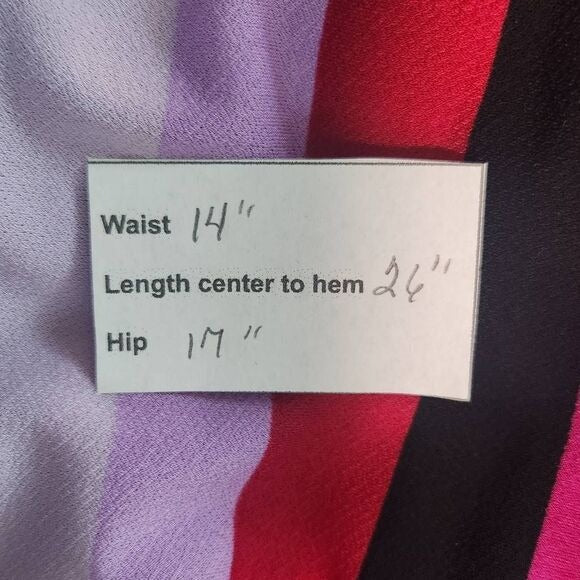 Waist 14"
Length center to hem 26"
Hip 17"